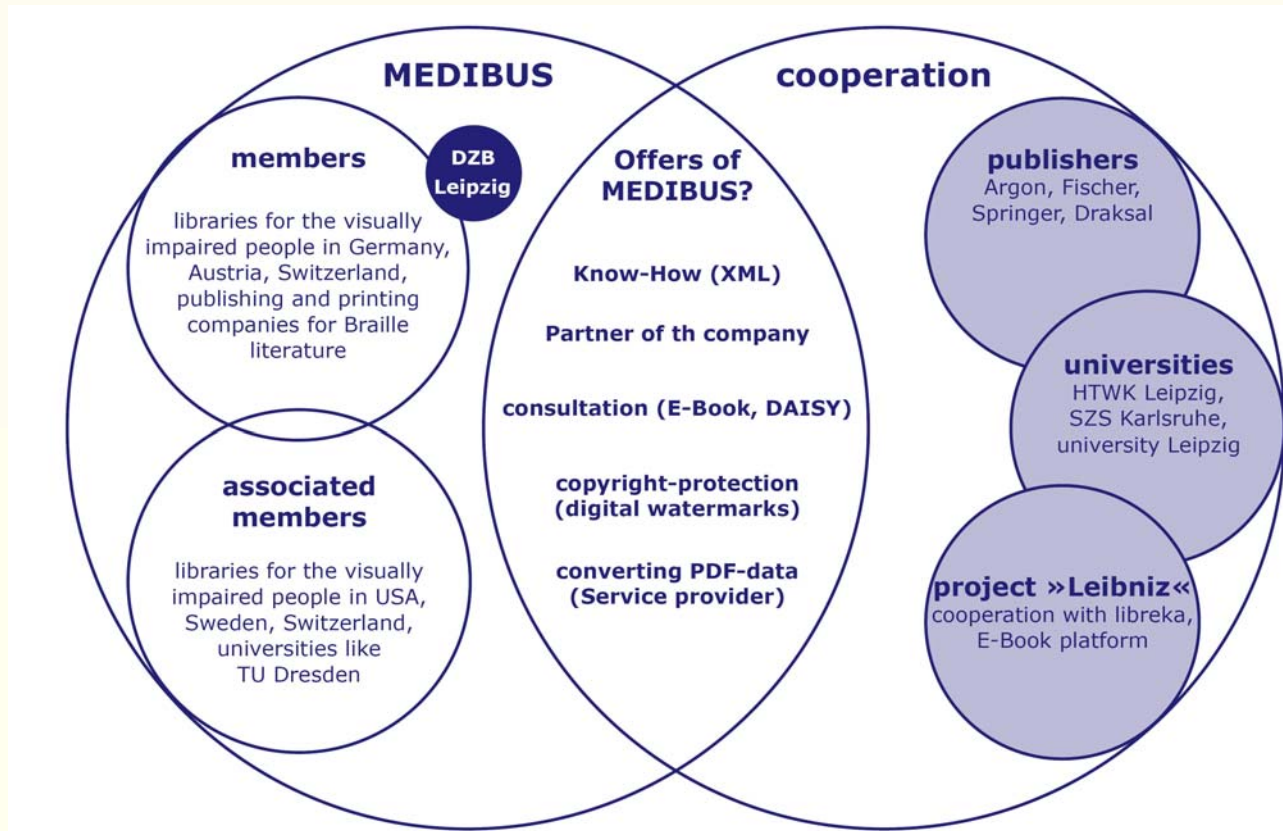 MEDIBUS
members
libraries for the visually
impaired people in Germany,
Austria, Switzerland,
publishing and printing
companies for Braille
literature
DZB
Leipzig
associated
members
libraries for the visually
impaired people in USA,
Sweden, Switzerland,
universities like
TU Dresden
Offers of
MEDIBUS?
Know-How (XML)
Partner of th company
consultation (E-Book, DAISY)
copyright-protection
(digital watermarks)
converting PDF-data
(Service provider)
cooperation
publishers
Argon, Fischer,
Springer, Draksal
universities
HTWK Leipzig,
SZS Karlsruhe,
university Leipzig
project »Leibniz«
cooperation with libreka,
E-Book platform